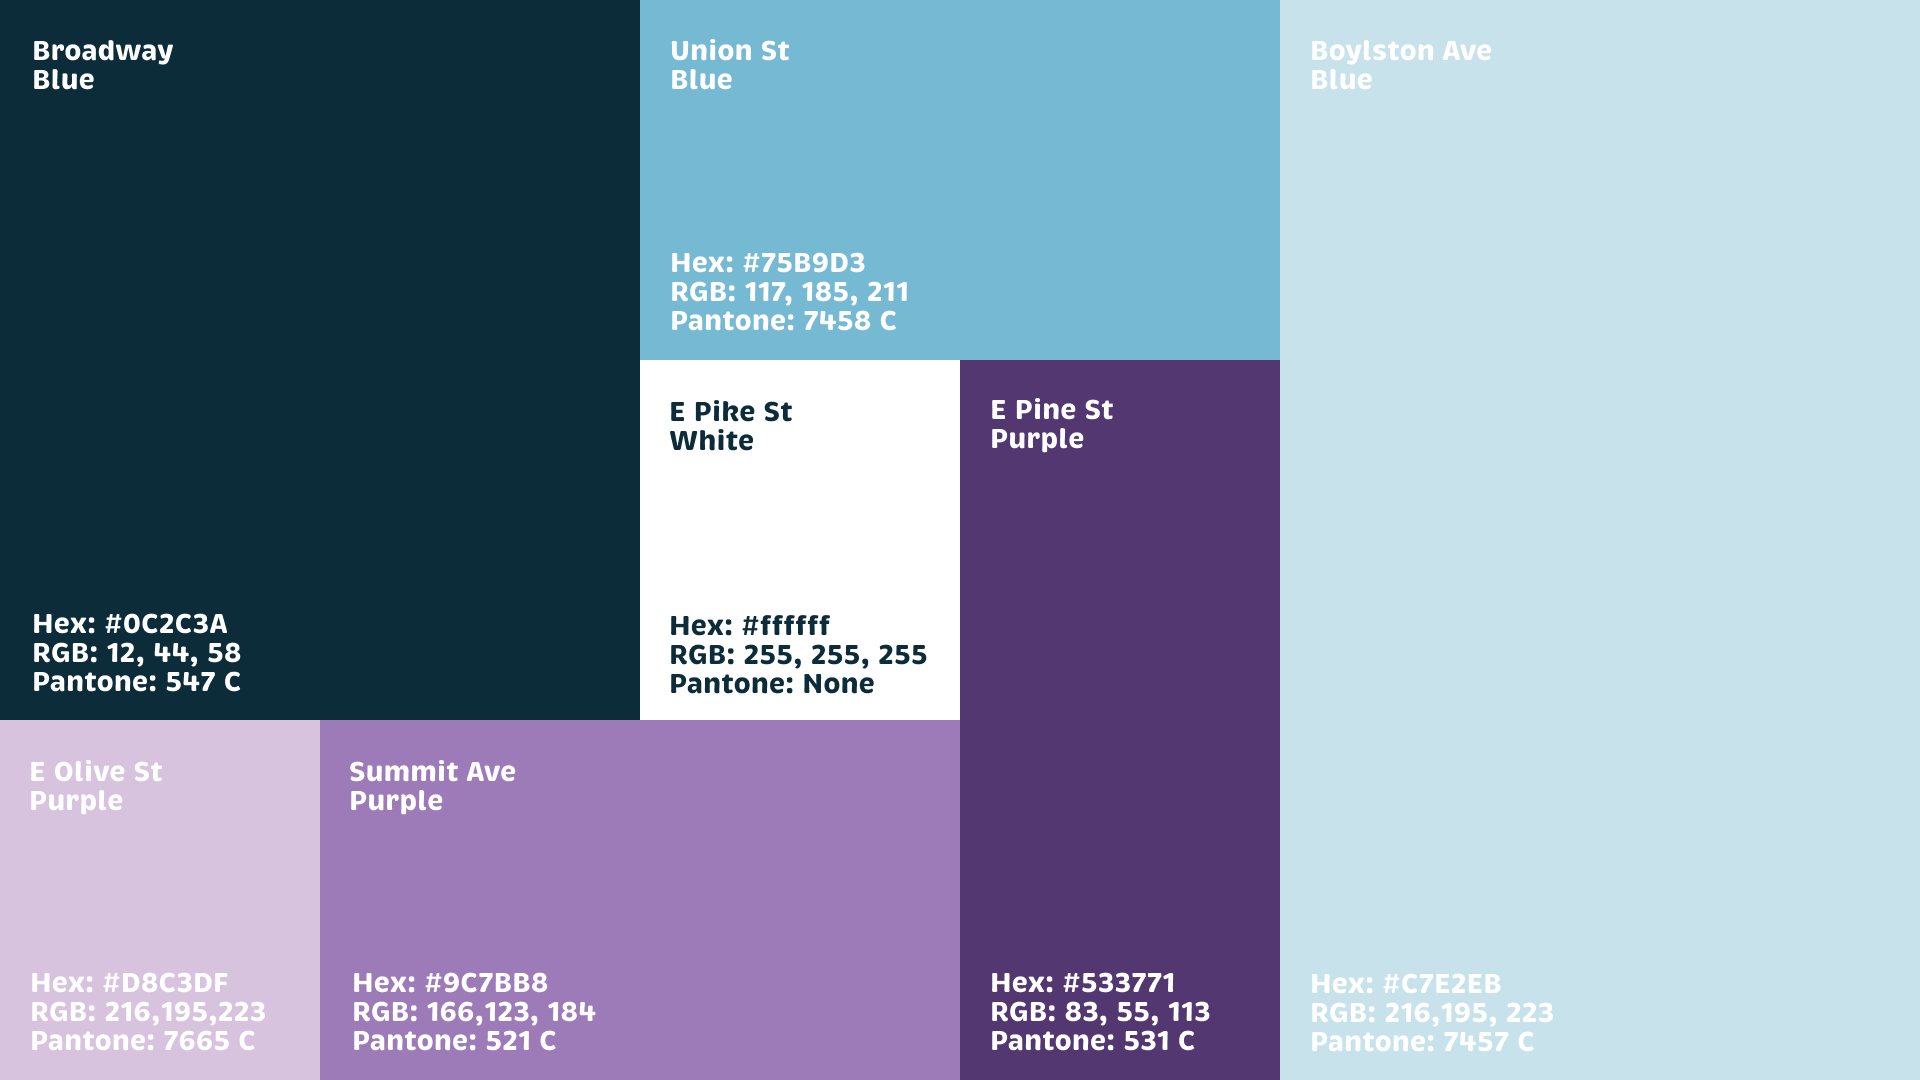 Broadway
Blue
Hex: #0C2C3A
RGB: 12, 44, 58
Pantone: 547 C
Union St
Blue
Hex: #75B9D3
RGB: 117, 185, 211
Pantone: 7458 C
Boylston Ave
Blue
Hex: #C7E2EB
RGB: 216,195, 223
Pantone: 7457 C
E Pike St
White
Hex: #ffffff
RGB: 255, 255, 255
Pantone: None
E Pine St
Purple
Hex: #533771
RGB: 83, 55, 113
Pantone: 531 C
E Olive St
Purple
Hex: #D8C3DF
RGB: 216,195,223
Pantone: 7665 C
Summit Ave
Purple
Hex: #9C7BB8
RGB: 166,123, 184
Pantone: 521 C